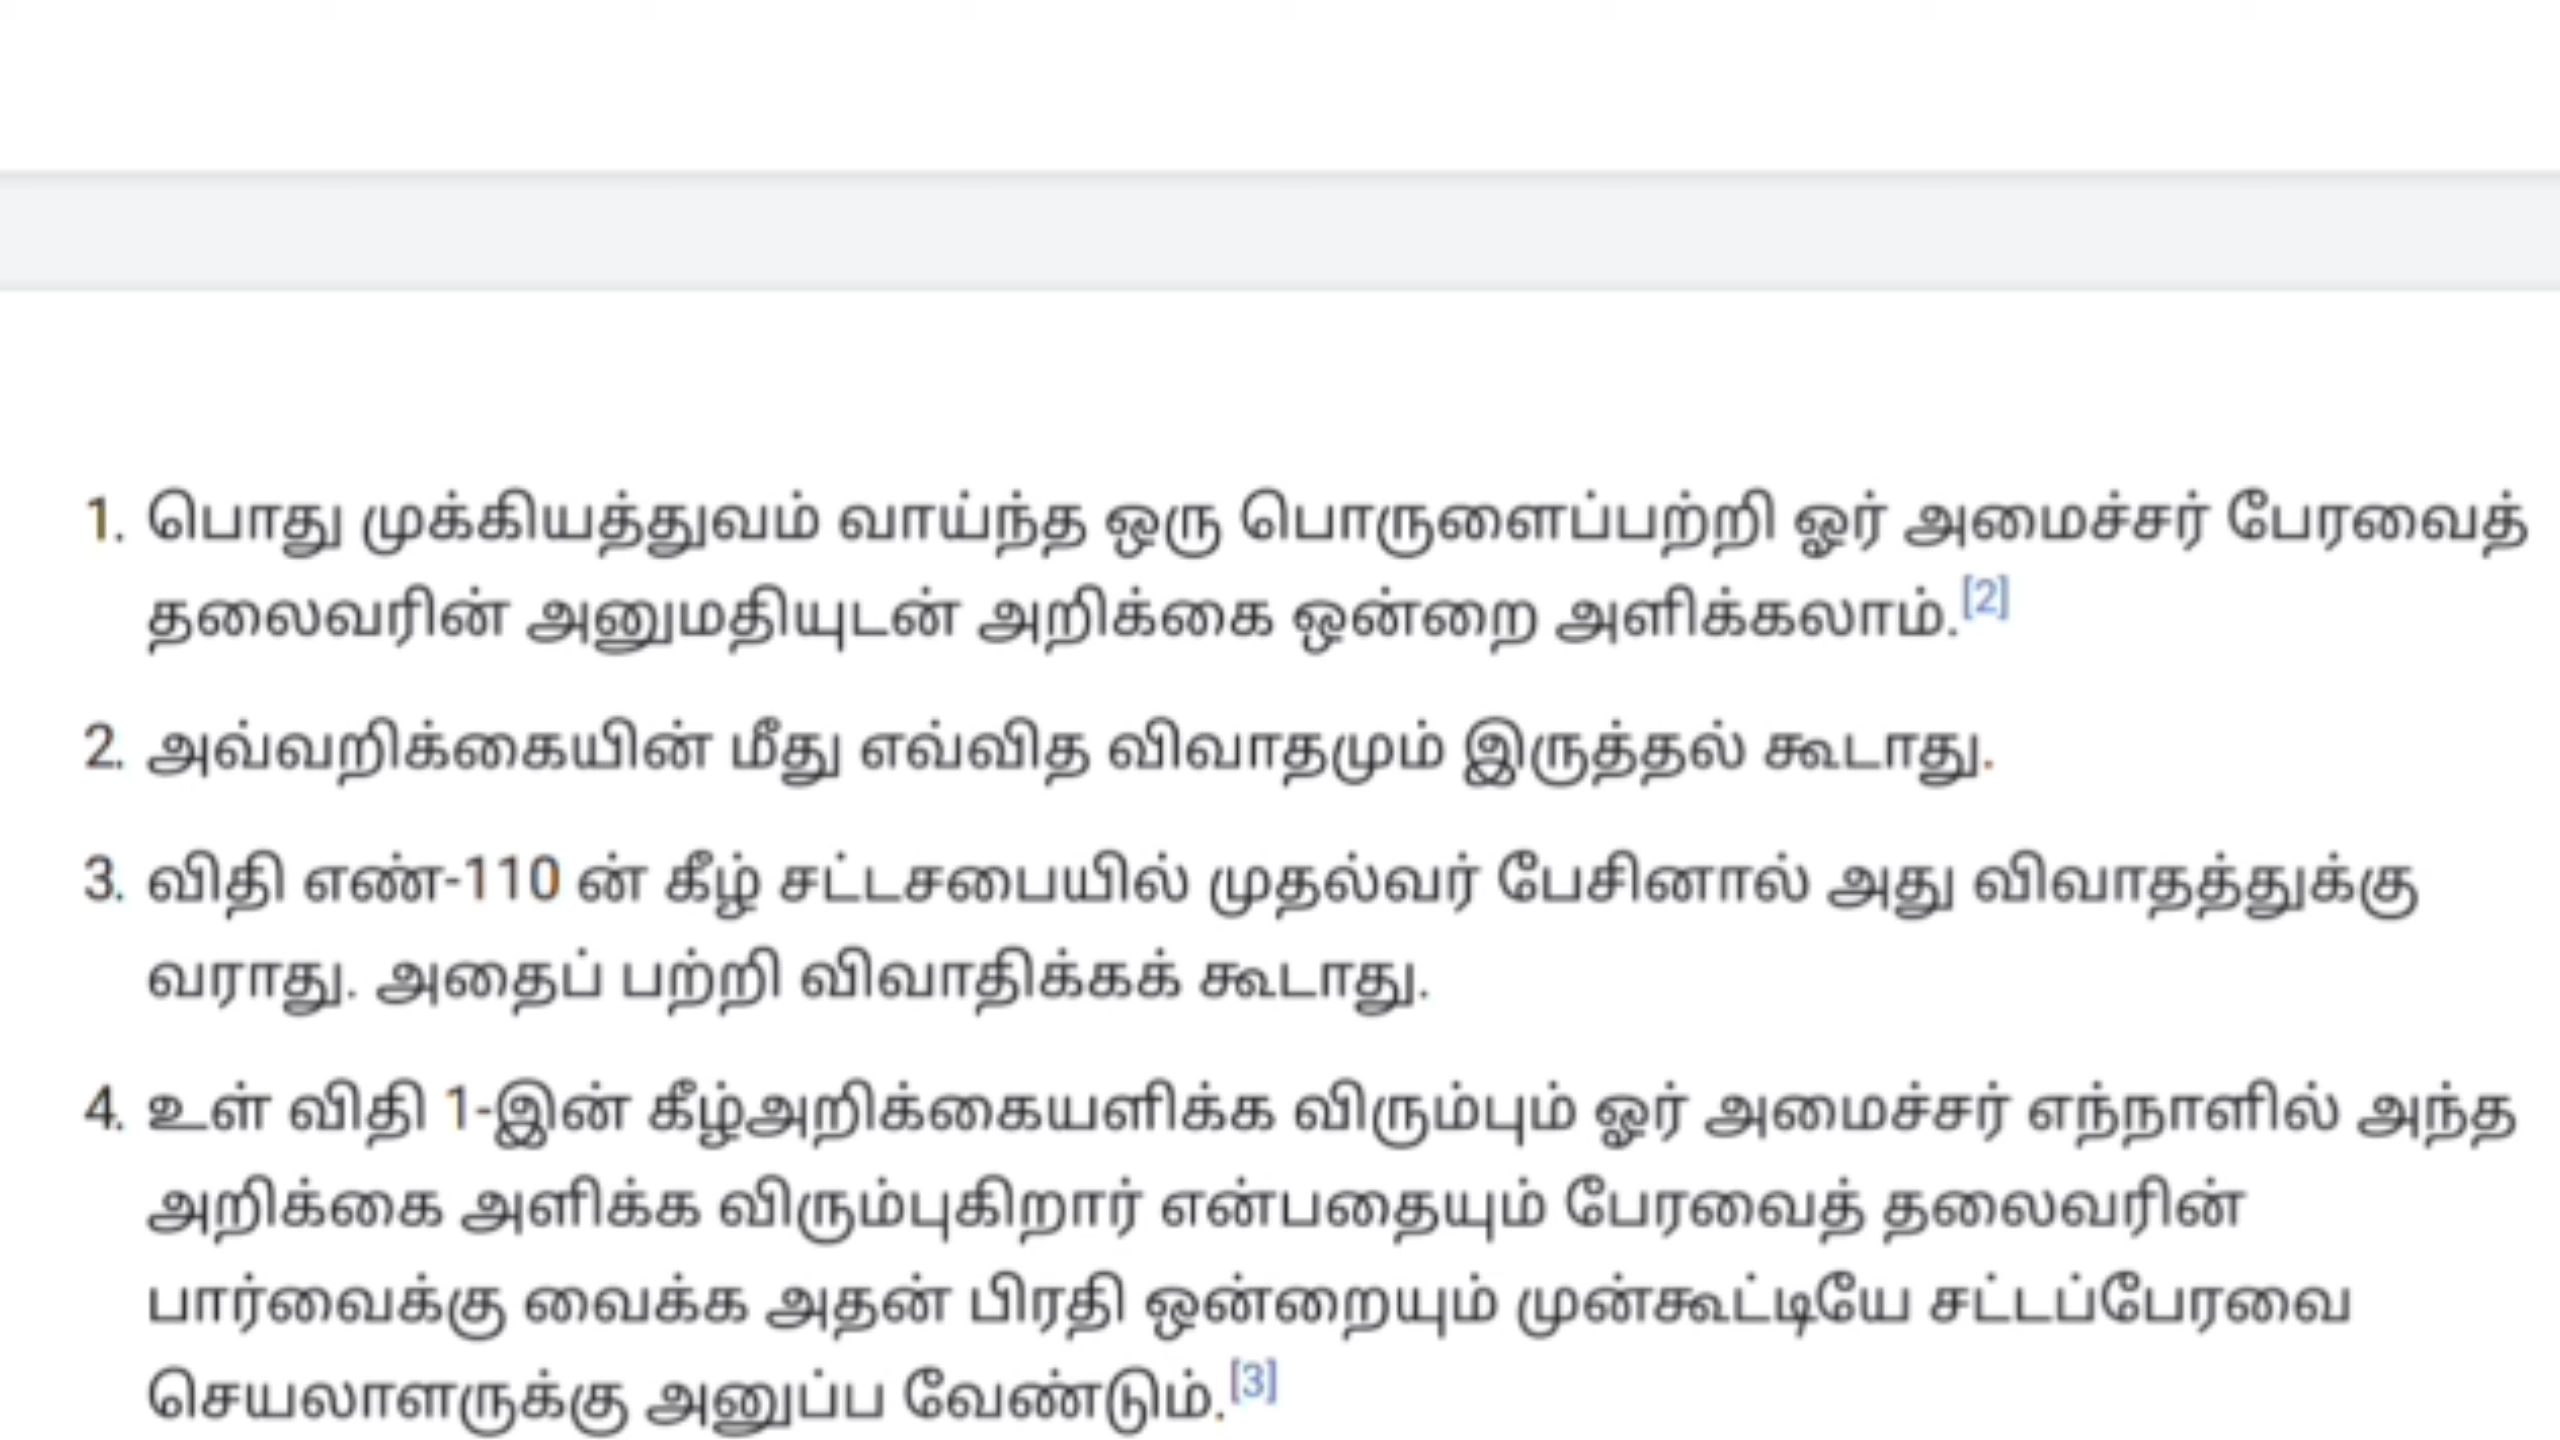 1. பொது முக்கியத்துவம் வாய்ந்த ஒரு பொருளைப்பற்றி ஓர் அமைச்சர் பேரவைத்
தலைவரின் அனுமதியுடன் அறிக்கை ஒன்றை அளிக்கலாம்.[2]
2. அவ்வறிக்கையின் மீது எவ்வித விவாதமும் இருத்தல் கூடாது.
3. விதி எண்-110 ன் கீழ் சட்டசபையில் முதல்வர் பேசினால் அது விவாதத்துக்கு
வராது. அதைப் பற்றி விவாதிக்கக் கூடாது.
4. உள் விதி 1-இன் கீழ்அறிக்கையளிக்க விரும்பும் ஓர் அமைச்சர் எந்நாளில் அந்த
அறிக்கை அளிக்க விரும்புகிறார் என்பதையும் பேரவைத் தலைவரின்
பார்வைக்கு வைக்க அதன் பிரதி ஒன்றையும் முன்கூட்டியே சட்டப்பேரவை
செயலாளருக்கு அனுப்ப வேண்டும்.[3]